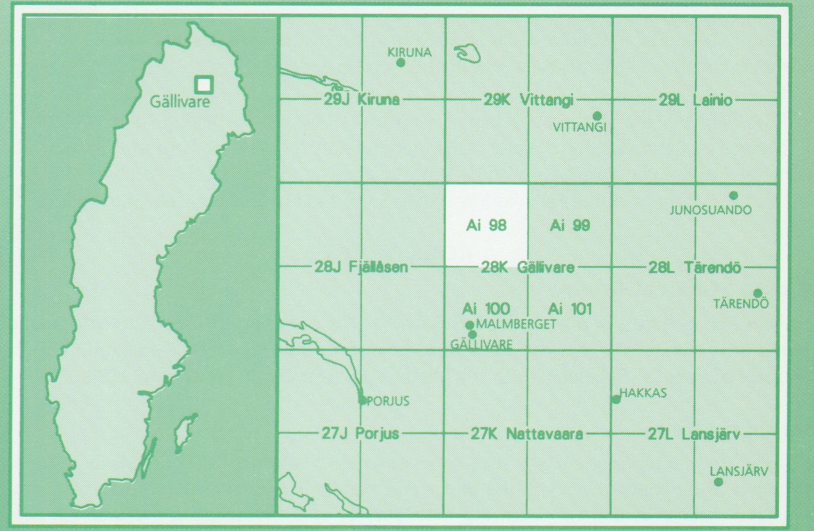 Gällivare
KIRUNA
29J Kiruna
29K Vittangi
29L Lainio
VITTANGI
JUNOSUANDO
Ai 98
Ai 99
28J Fjällåsen
28K Gällivare
28L Tärendö
TÄRENDÖ
Ai 100
Ai 101
MALMBERGET
GÄLLIVARE
PORJUS
HAKKAS
27J Porjus
27K Nattavaara
27L Lansjärv
LANSJÄRV